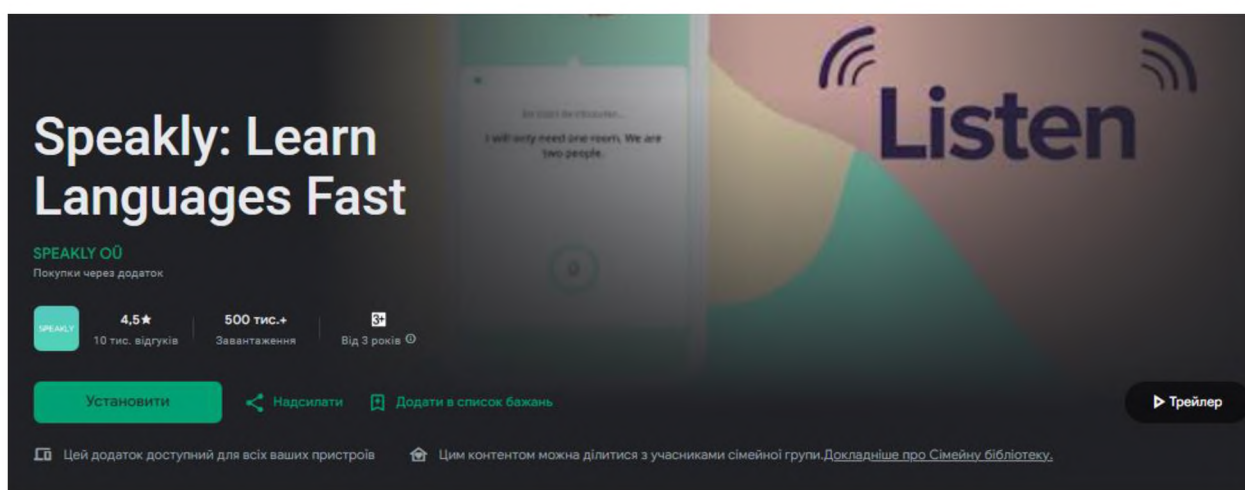 Speakly: Learn
Languages Fast
Listen
I will only need one room. We are
two people.
SPEAKLY OÜ
Покупки через додаток
SPEAKLY
4,5★
10 тис. відгуків
500 тис.+
Завантаження
3+
Від 3 років
Установити
Надсилати
Додати в список бажань
Трейлер
Цей додаток доступний для всіх ваших пристроїв
Цим контентом можна ділитися з учасниками сімейної групи.Докладніше про Сімейну бібліотеку.